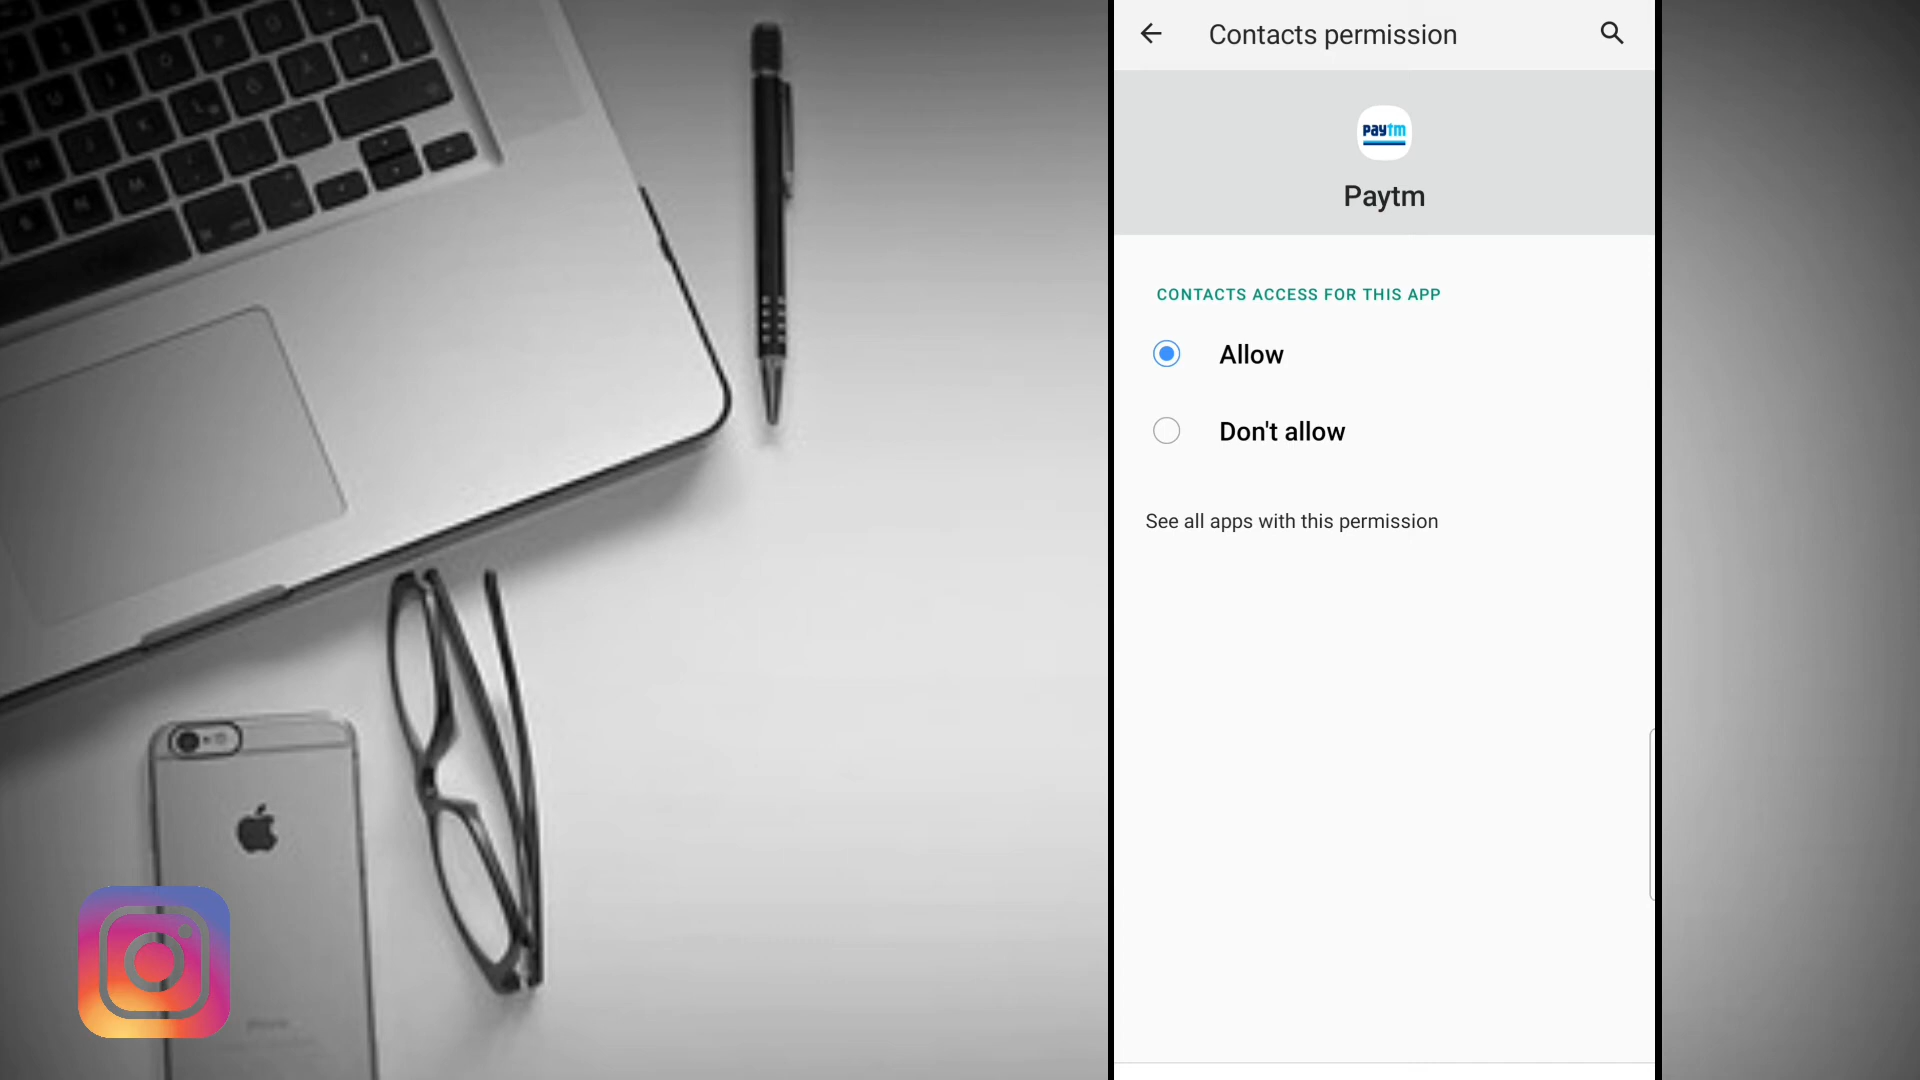 Contacts permission
paytm
Paytm
CONTACTS ACCESS FOR THIS APP
Allow
Don't allow
See all apps with this permission